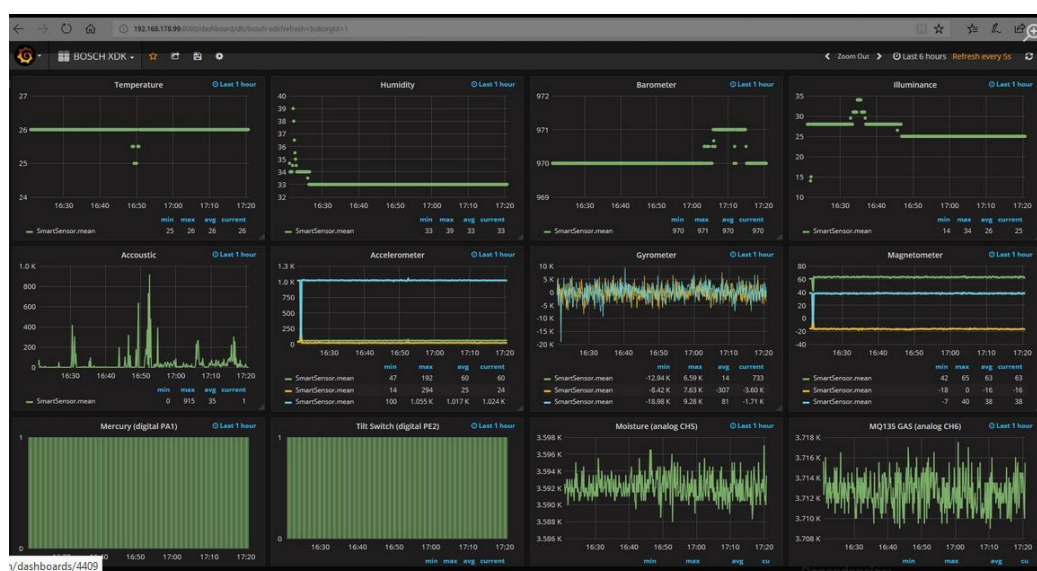 192.168.178.99:8080/dashboard/db/bosch-xdk?refresh=5s&orgId=1
BOSCH XDK
Zoom Out
Last 6 hours
Refresh every 5s
Temperature
Last 1 hour
27
26
25
24
16:30 16:40 16:50 17:00 17:10 17:20
min max avg current
SmartSensor.mean 25 26 26 26
Humidity
Last 1 hour
40
39
38
37
36
35
34
33
32
16:30 16:40 16:50 17:00 17:10 17:20
min max avg current
SmartSensor.mean 33 39 33 33
Barometer
Last 1 hour
972
971
970
969
16:30 16:40 16:50 17:00 17:10 17:20
min max avg current
SmartSensor.mean 970 971 970 970
Illuminance
Last 1 hour
35
30
25
20
15
10
16:30 16:40 16:50 17:00 17:10 17:20
min max avg current
SmartSensor.mean 14 34 26 25
Accoustic
Last 1 hour
1.0 K
800
600
400
200
0
16:30 16:40 16:50 17:00 17:10 17:20
min max avg current
SmartSensor.mean 0 915 35 1
Accelerometer
Last 1 hour
1.3 K
1.0 K
750
500
250
0
16:30 16:40 16:50 17:00 17:10 17:20
min max avg current
SmartSensor.mean 47 192 60 60
SmartSensor.mean 14 294 25 24
SmartSensor.mean 100 1.055 K 1.017 K 1.024 K
Gyrometer
Last 1 hour
10 K
5 K
0
-5 K
-10 K
-15 K
-20 K
16:30 16:40 16:50 17:00 17:10 17:20
min max avg current
SmartSensor.mean -12.94 K 6.59 K 14 733
SmartSensor.mean -8.42 K 7.63 K -307 -3.60 K
SmartSensor.mean -18.98 K 9.28 K 81 -1.71 K
Magnetometer
Last 1 hour
80
60
40
20
0
-20
-40
16:30 16:40 16:50 17:00 17:10 17:20
min max avg current
SmartSensor.mean 42 65 63 63
SmartSensor.mean -18 0 -16 -16
SmartSensor.mean -7 40 38 38
Mercury (digital PA1)
Last 1 hour
1
0
16:50 17:00 17:10 17:20
Tilt Switch (digital PE2)
Last 1 hour
1
0
16:30 16:40 16:50 17:00 17:10 17:20
min max avg current
Moisture (analog CH5)
Last 1 hour
3.598 K
3.596 K
3.594 K
3.592 K
3.590 K
3.588 K
3.586 K
16:30 16:40 16:50 17:00 17:10 17:20
min max avg cu
MQ135 GAS (analog CH6)
Last 1 hour
3.718 K
3.716 K
3.714 K
3.712 K
3.710 K
3.708 K
16:30 16:40 16:50 17:00 17:10 17:20
min max avg cu
/dashboards/4409